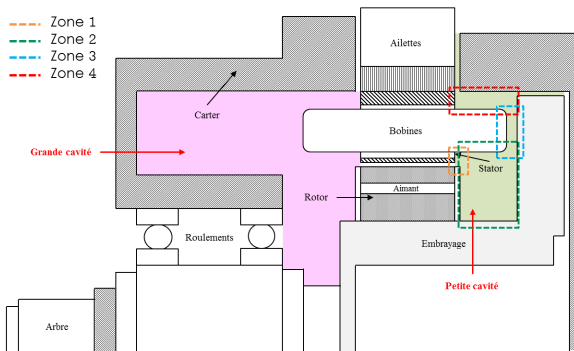 Zone 1
Zone 2
Zone 3
Zone 4
Ailettes
Carter
Grande cavité
Bobines
Stator
Rotor
Aimant
Roulements
Embrayage
Petite cavité
Arbre